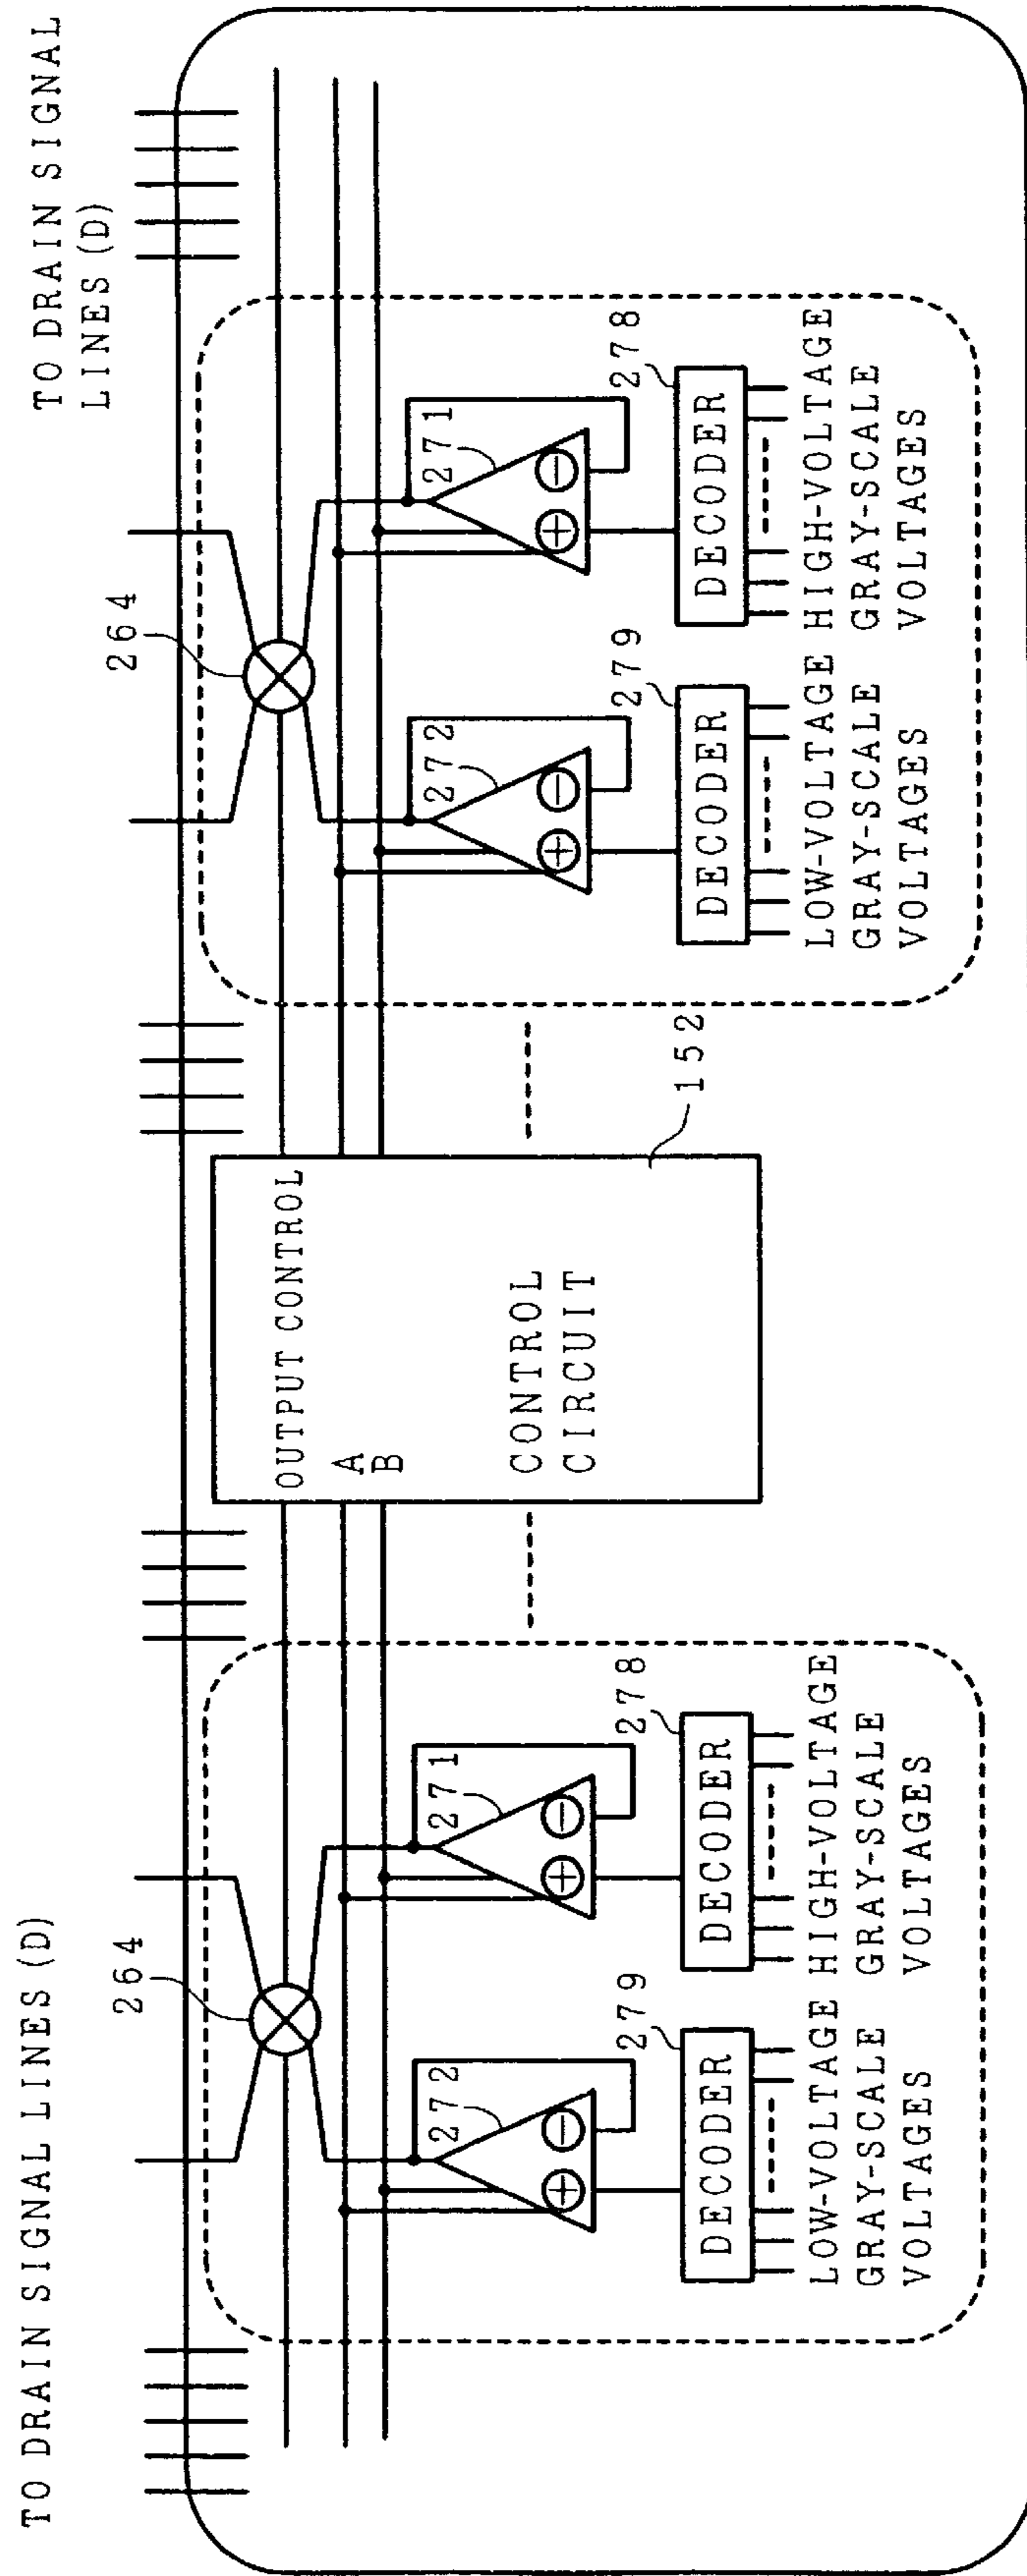 TO DRAIN SIGNAL LINES (D)
TO DRAIN SIGNAL
LINES (D)
264
264
OUTPUT CONTROL
A
B
CONTROL
CIRCUIT
152
272
271
272
271
279
278
279
278
DECODER
DECODER
DECODER
DECODER
LOW-VOLTAGE
GRAY-SCALE
VOLTAGES
HIGH-VOLTAGE
GRAY-SCALE
VOLTAGES
LOW-VOLTAGE
GRAY-SCALE
VOLTAGES
HIGH-VOLTAGE
GRAY-SCALE
VOLTAGES